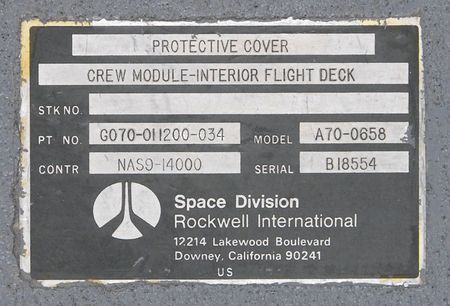 PROTECTIVE COVER
CREW MODULE-INTERIOR FLIGHT DECK
STK NO.
PT NO. G070-011200-034 MODEL A70-0658
CONTR NAS9-14000 SERIAL B18554
Space Division
Rockwell International
12214 Lakewood Boulevard
Downey, California 90241
US